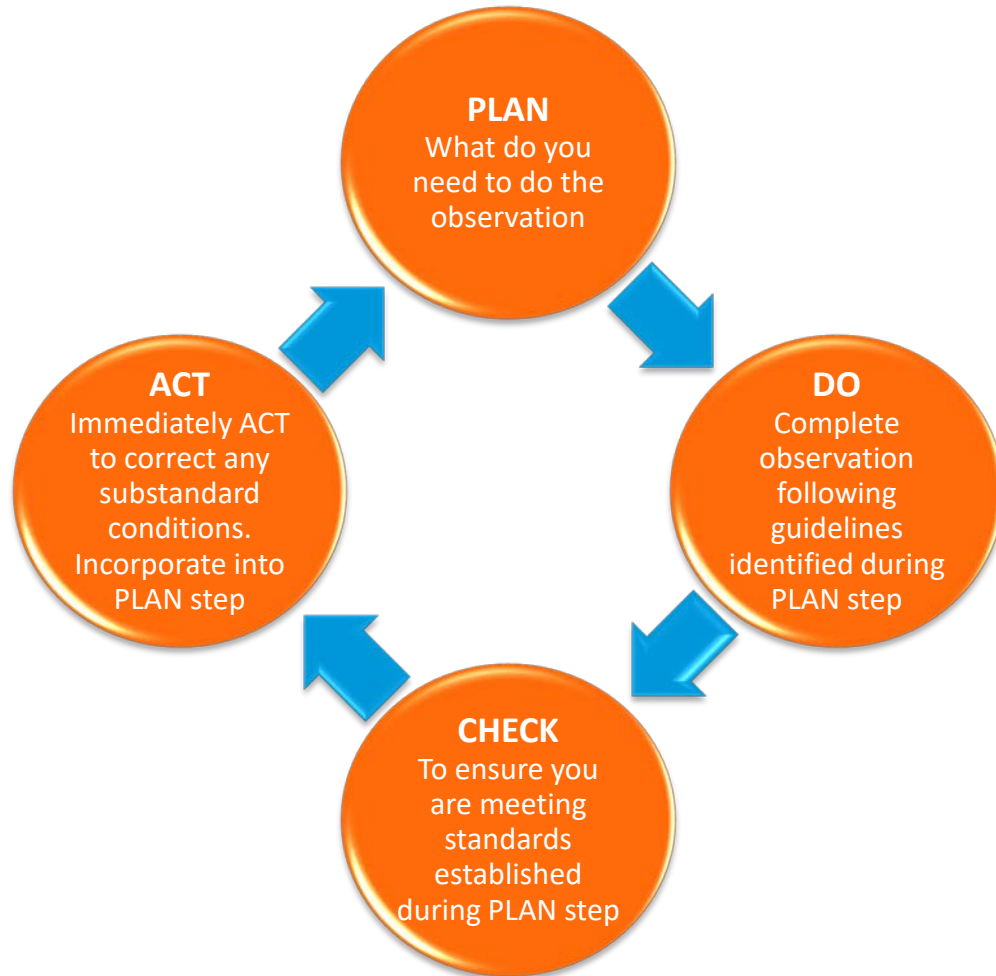 PLAN
What do you
need to do the
observation
DO
Complete
observation
following
guidelines
identified during
PLAN step
CHECK
To ensure you
are meeting
standards
established
during PLAN step
ACT
Immediately ACT
to correct any
substandard
conditions.
Incorporate into
PLAN step